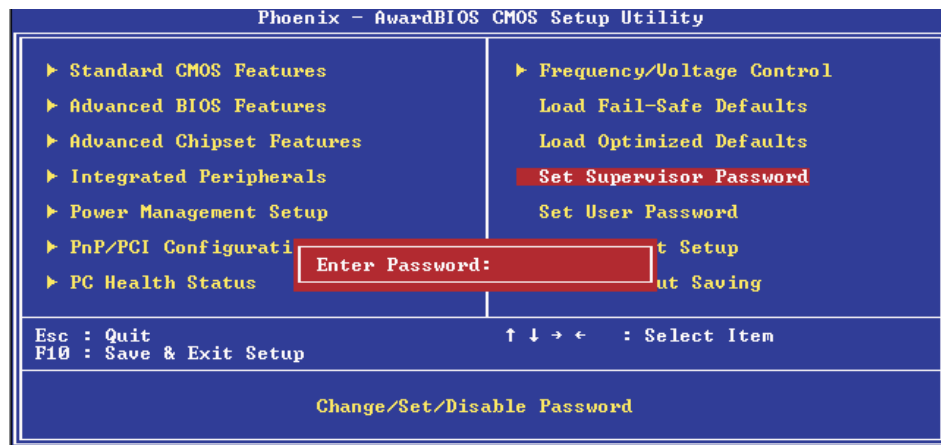 Phoenix - AwardBIOS CMOS Setup Utility
Standard CMOS Features
Advanced BIOS Features
Advanced Chipset Features
Integrated Peripherals
Power Management Setup
PnP/PCI Configurati
PC Health Status
Frequency/Voltage Control
Load Fail-Safe Defaults
Load Optimized Defaults
Set Supervisor Password
Set User Password
t Setup
ut Saving
Enter Password:
Esc : Quit
F10 : Save & Exit Setup
↑ ↓ → ← : Select Item
Change/Set/Disable Password